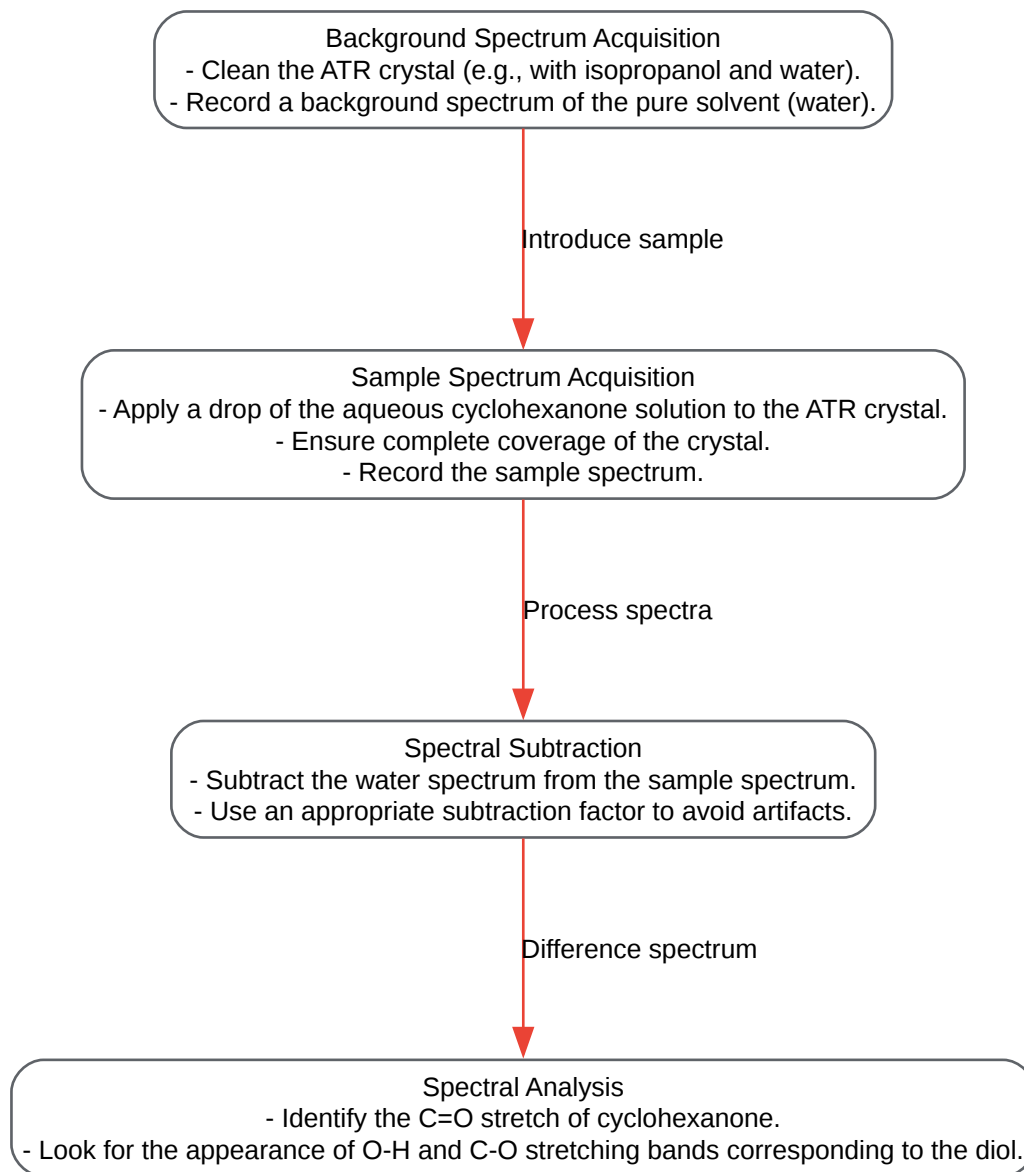 Background Spectrum Acquisition
- Clean the ATR crystal (e.g., with isopropanol and water).
- Record a background spectrum of the pure solvent (water).
Introduce sample
Sample Spectrum Acquisition
- Apply a drop of the aqueous cyclohexanone solution to the ATR crystal.
- Ensure complete coverage of the crystal.
- Record the sample spectrum.
Process spectra
Spectral Subtraction
- Subtract the water spectrum from the sample spectrum.
- Use an appropriate subtraction factor to avoid artifacts.
Difference spectrum
Spectral Analysis
- Identify the C=O stretch of cyclohexanone.
- Look for the appearance of O-H and C-O stretching bands corresponding to the diol.